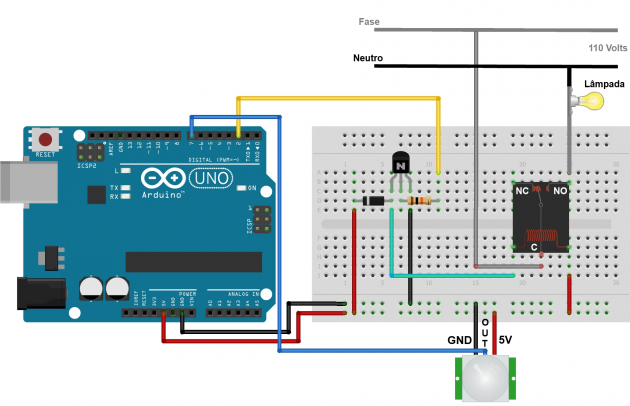 Fase
110 Volts
Neutro
Lâmpada
RESET
ICSP2
AREF
GND
13
12
~11
~10
~9
8
7
~6
~5
4
~3
2
TX►1
RX◄0
DIGITAL (PWM~)
L
TX
RX
Arduino™
UNO
ON
ICSP
N
NC
NO
C
POWER
ANALOG IN
IOREF
RESET
3V3
5V
GND
GND
VIN
A0
A1
A2
A3
A4
A5
GND
OUT
5V